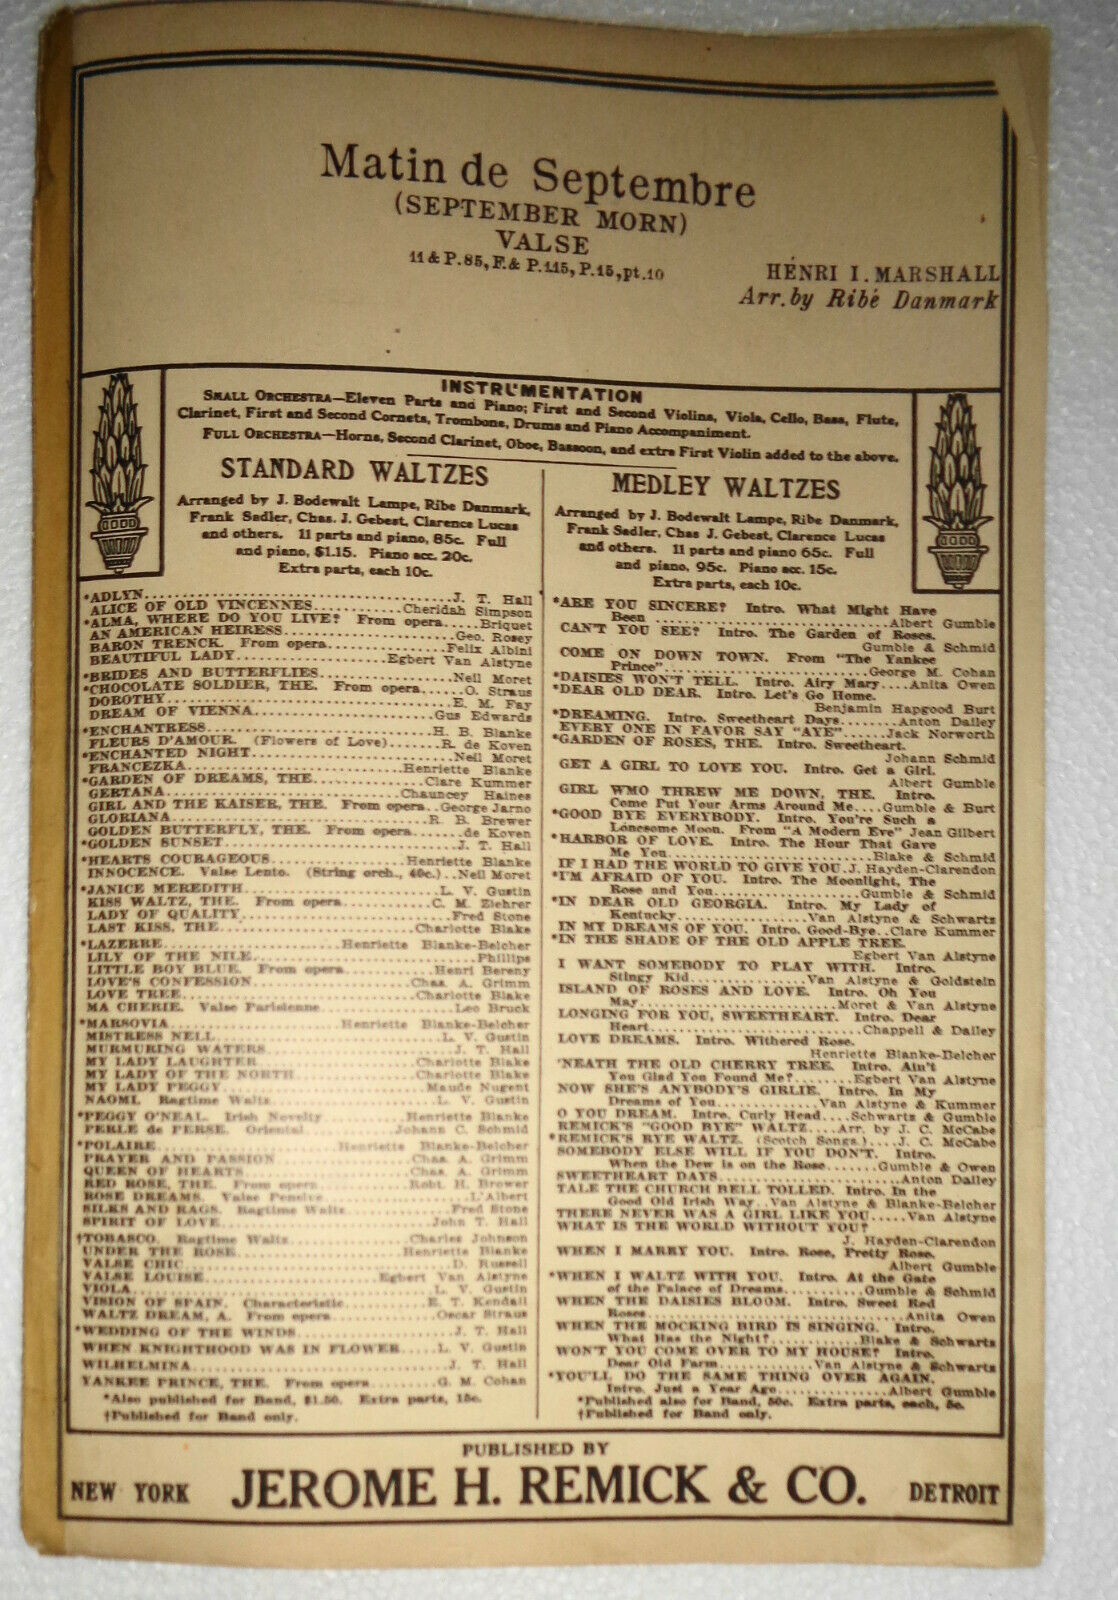 Matin de Septembre
(SEPTEMBER MORN)
VALSE
11 & P.85, F. & P. 1.15, P.15, pt.10
HÉNRI I. MARSHALL
Arr. by Ribé Danmark
INSTRUMENTATION
SMALL ORCHESTRA—Eleven Parts and Piano; First and Second Violins, Viola, Cello, Bass, Flute,
Clarinet, First and Second Cornets, Trombone, Drums and Piano Accompaniment.
FULL ORCHESTRA—Horns, Second Clarinet, Oboe, Bassoon, and extra First Violin added to the above.
STANDARD WALTZES
Arranged by J. Bodewalt Lampe, Ribe Danmark,
Frank Sadler, Chas. J. Gebest, Clarence Lucas
and others. 11 parts and piano, 85c. Full
and piano, $1.15. Piano acc. 20c.
Extra parts, each 10c.
*ADLYN.....J. T. Hall
ALICE OF OLD VINCENNES.....Cheridah Simpson
*ALMA, WHERE DO YOU LIVE? From opera.....Briquet
AN AMERICAN HEIRESS.....Geo. Rosey
BARON TRENCK. From opera.....Felix Albini
BEAUTIFUL LADY.....Egbert Van Alstyne
*BRIDES AND BUTTERFLIES.....Neil Moret
*CHOCOLATE SOLDIER, THE. From opera.....O. Straus
DOROTHY.....E. M. Fay
DREAM OF VIENNA.....Gus Edwards
*ENCHANTRESS.....H. B. Blanke
FLEURS D'AMOUR. (Flowers of Love).....R. de Koven
*ENCHANTED NIGHT.....Neil Moret
FRANCEZKA.....Henriette Blanke
*GARDEN OF DREAMS, THE.....Clare Kummer
GERTANA.....Chauncey Haines
GIRL AND THE KAISER, THE. From opera..George Jarno
GLORIANA.....R. B. Brewer
GOLDEN BUTTERFLY, THE. From opera.....de Koven
*GOLDEN SUNSET.....J. T. Hall
*HEARTS COURAGEOUS.....Henriette Blanke
INNOCENCE. Valse Lento. (String orch., 40c.)..Neil Moret
*JANICE MEREDITH.....L. V. Gustin
KISS WALTZ, THE. From opera.....C. M. Ziehrer
LADY OF QUALITY.....Fred Stone
LAST KISS, THE.....Charlotte Blake
*LAZERRE.....Henriette Blanke-Belcher
LILY OF THE NILE.....Phillips
LITTLE BOY BLUE. From opera.....Henri Bereny
LOVE'S CONFESSION.....Chas. A. Grimm
LOVE TREE.....Charlotte Blake
MA CHERIE. Valse Parisienne.....Leo Bruck
*MARSOVIA.....Henriette Blanke-Belcher
MISTRESS NELL.....L. V. Gustin
MURMURING WATERS.....J. T. Hall
MY LADY LAUGHTER.....Charlotte Blake
MY LADY OF THE NORTH.....Charlotte Blake
MY LADY PEGGY.....Maude Nugent
NAOMI. Ragtime Waltz.....L. V. Gustin
*PEGGY O'NEAL. Irish Novelty.....Henriette Blanke
PERLE de PERSE. Oriental.....Johann C. Schmid
*POLAIRE.....Henriette Blanke-Belcher
PRAYER AND PASSION.....Chas. A. Grimm
QUEEN OF HEARTS.....Chas. A. Grimm
RED ROSE, THE. From opera.....Robt. H. Brower
ROSE DREAMS. Valse Pensive.....L'Albert
SILKS AND RAGS. Ragtime Waltz.....Fred Stone
SPIRIT OF LOVE.....John T. Hall
†TOBASCO. Ragtime Waltz.....Charles Johnson
UNDER THE ROSE.....Henriette Blanke
VALSE CHIC.....D. Russell
VALSE LOUISE.....Egbert Van Alstyne
VIOLA.....L. V. Gustin
VISION OF SPAIN. Characteristic.....E. T. Kendall
WALTZ DREAM, A. From opera.....Oscar Straus
*WEDDING OF THE WINDS.....J. T. Hall
WHEN KNIGHTHOOD WAS IN FLOWER.....L. V. Gustin
WILHELMINA.....J. T. Hall
YANKEE PRINCE, THE. From opera.....G. M. Cohan
*Also published for Band, $1.50. Extra parts, 15c.
†Published for Band only.
MEDLEY WALTZES
Arranged by J. Bodewalt Lampe, Ribe Danmark,
Frank Sadler, Chas J. Gebest, Clarence Lucas
and others. 11 parts and piano 65c. Full
and piano, 95c. Piano acc. 15c.
Extra parts, each 10c.
*ARE YOU SINCERE? Intro. What Might Have
Been.....Albert Gumble
CAN'T YOU SEE? Intro. The Garden of Roses.
Gumble & Schmid
COME ON DOWN TOWN. From "The Yankee
Prince".....George M. Cohan
*DAISIES WON'T TELL. Intro. Airy Mary....Anita Owen
*DEAR OLD DEAR. Intro. Let's Go Home.
Benjamin Hapgood Burt
*DREAMING. Intro. Sweetheart Days.....Anton Dailey
EVERY ONE IN FAVOR SAY "AYE".....Jack Norworth
*GARDEN OF ROSES, THE. Intro. Sweetheart.
Johann Schmid
GET A GIRL TO LOVE YOU. Intro. Get a Girl.
Albert Gumble
GIRL WHO THREW ME DOWN, THE. Intro.
Come Put Your Arms Around Me....Gumble & Burt
*GOOD BYE EVERYBODY. Intro. You're Such a
Lonesome Moon. From "A Modern Eve" Jean Gilbert
*HARBOR OF LOVE. Intro. The Hour That Gave
Me You.....Blake & Schmid
IF I HAD THE WORLD TO GIVE YOU.J. Hayden-Clarendon
*I'M AFRAID OF YOU. Intro. The Moonlight, The
Rose and You.....Gumble & Schmid
*IN DEAR OLD GEORGIA. Intro. My Lady of
Kentucky.....Van Alstyne & Schwarts
IN MY DREAMS OF YOU. Intro. Good-Bye..Clare Kummer
*IN THE SHADE OF THE OLD APPLE TREE.
Egbert Van Alstyne
I WANT SOMEBODY TO PLAY WITH. Intro.
Stingy Kid.....Van Alstyne & Goldstein
ISLAND OF ROSES AND LOVE. Intro. Oh You
May.....Moret & Van Alstyne
LONGING FOR YOU, SWEETHEART. Intro. Dear
Heart.....Chappell & Dailey
LOVE DREAMS. Intro. Withered Rose.
Henriette Blanke-Belcher
'NEATH THE OLD CHERRY TREE. Intro. Ain't
You Glad You Found Me?.....Egbert Van Alstyne
NOW SHE'S ANYBODY'S GIRLIE. Intro. In My
Dreams of You.....Van Alstyne & Kummer
O YOU DREAM. Intro. Curly Head....Schwarts & Gumble
REMICK'S "GOOD BYE" WALTZ....Arr. by J. C. McCabe
*REMICK'S RYE WALTZ. (Scotch Songs.)....J. C. McCabe
SOMEBODY ELSE WILL IF YOU DON'T. Intro.
When the Dew is on the Rose.....Gumble & Owen
SWEETHEART DAYS.....Anton Dailey
TALE THE CHURCH BELL TOLLED. Intro. In the
Good Old Irish Way..Van Alstyne & Blanke-Belcher
THERE NEVER WAS A GIRL LIKE YOU.....Van Alstyne
WHAT IS THE WORLD WITHOUT YOU?
J. Hayden-Clarendon
WHEN I MARRY YOU. Intro. Rose, Pretty Rose.
Albert Gumble
*WHEN I WALTZ WITH YOU. Intro. At the Gate
of the Palace of Dreams.....Gumble & Schmid
WHEN THE DAISIES BLOOM. Intro. Sweet Red
Roses.....Anita Owen
WHEN THE MOCKING BIRD IS SINGING. Intro.
What Has the Night?.....Blake & Schwarts
WON'T YOU COME OVER TO MY HOUSE? Intro.
Dear Old Farm.....Van Alstyne & Schwarts
*YOU'LL DO THE SAME THING OVER AGAIN.
Intro. Just a Year Ago.....Albert Gumble
*Published also for Band, 50c. Extra parts, each, 5c.
†Published for Band only.
PUBLISHED BY
NEW YORK JEROME H. REMICK & CO. DETROIT